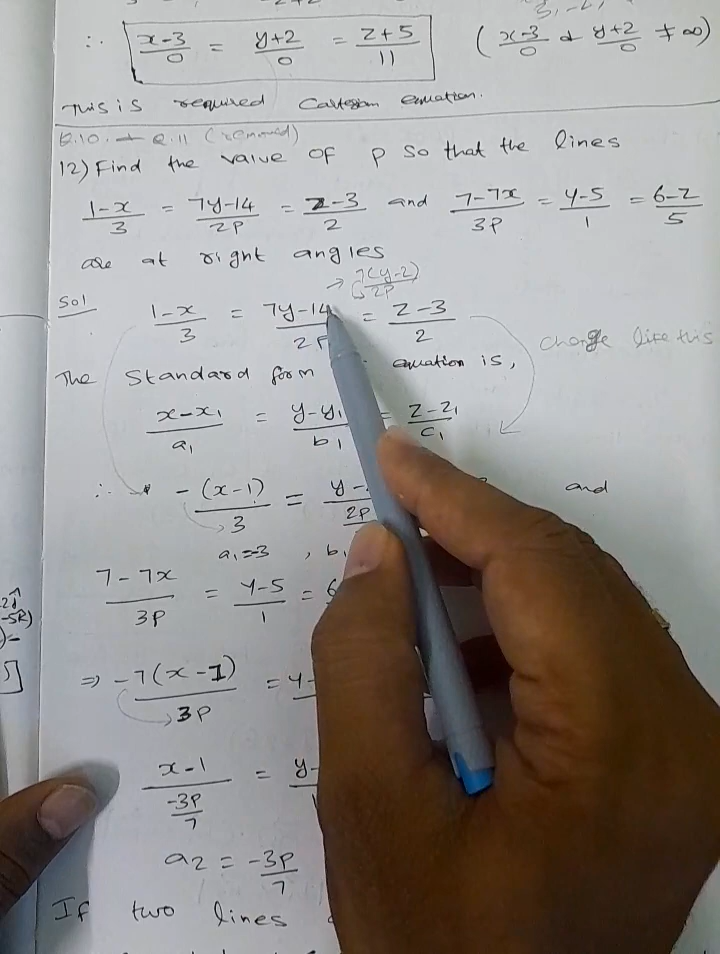 ∴ (x-3)/0 = (y+2)/0 = (z+5)/11 ( (x-3)/0 & (y+2)/0 ≠ ∞)
This is required Cartesian equation.
Q.10. Q.11 (removed)
12) Find the value of p so that the lines
(1-x)/3 = (7y-14)/2P = (z-3)/2 and (7-7x)/3P = (y-5)/1 = (6-z)/5
are at right angles
→ 7(y-2)/2P
Sol (1-x)/3 = (7y-14)/2P = (z-3)/2
change like this
The Standard form equation is,
(x-x₁)/a₁ = (y-y₁)/b₁ = (z-z₁)/c₁
∴ -(x-1)/3 = y- 2P and
a₁=-3 , b₁
(7-7x)/3P = (y-5)/1 = 6
⇒ -7(x-1)/3P = y-
(x-1)/(-3P/7) = y-
a2 = -3P/7
If two lines